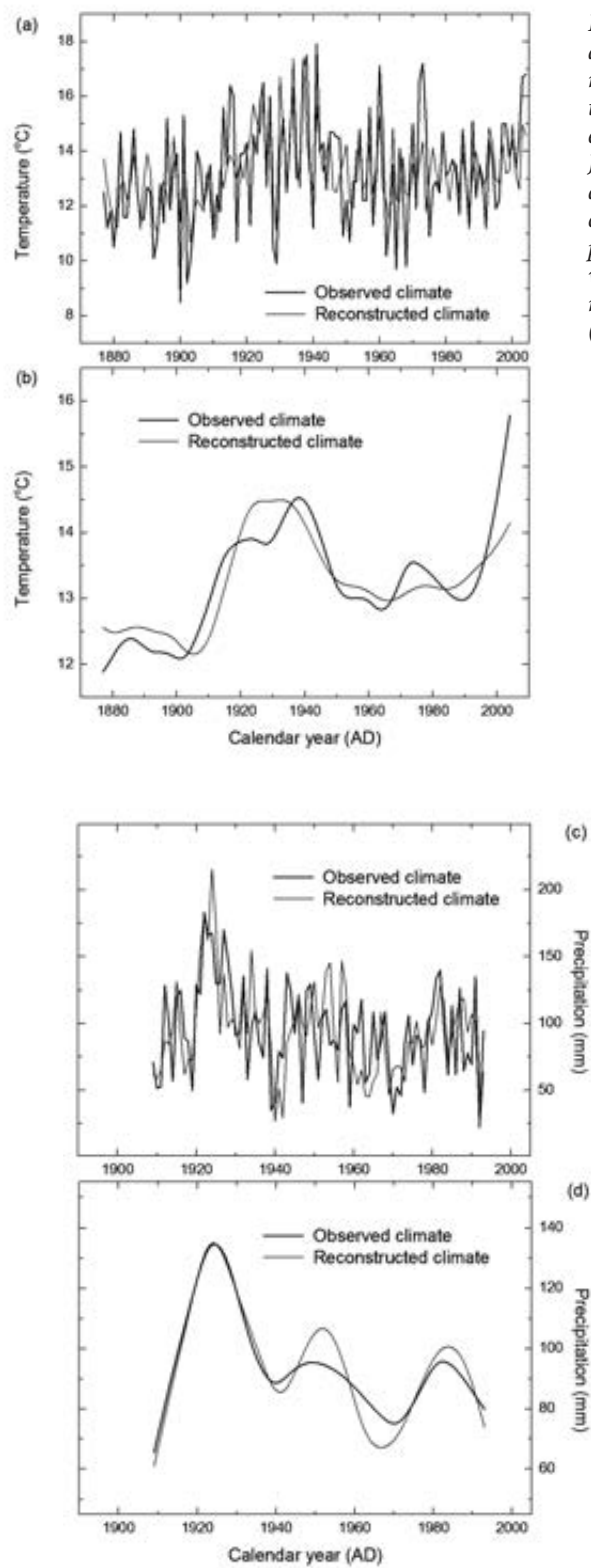 (a)
18
16
14
12
10
8
Temperature (°C)
Observed climate
Reconstructed climate
1880 1900 1920 1940 1960 1980 2000
(b)
16
15
14
13
12
Temperature (°C)
Observed climate
Reconstructed climate
1880 1900 1920 1940 1960 1980 2000
Calendar year (AD)
(c)
Observed climate
Reconstructed climate
200
150
100
50
Precipitation (mm)
1900 1920 1940 1960 1980 2000
(d)
Observed climate
Reconstructed climate
140
120
100
80
60
Precipitation (mm)
1900 1920 1940 1960 1980 2000
Calendar year (AD)